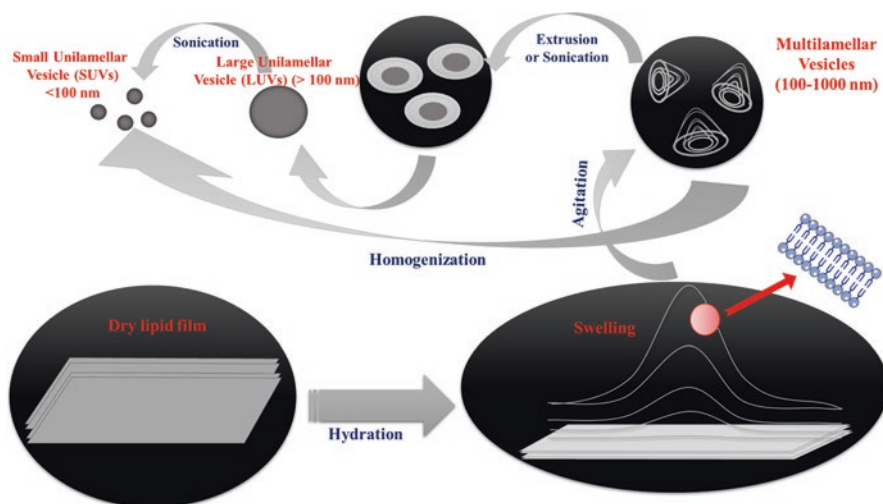 Sonication
Small Unilamellar
Vesicle (SUVs)
<100 nm
Large Unilamellar
Vesicle (LUVs) (> 100 nm)
Extrusion
or Sonication
Multilamellar
Vesicles
(100-1000 nm)
Agitation
Homogenization
Dry lipid film
Swelling
Hydration